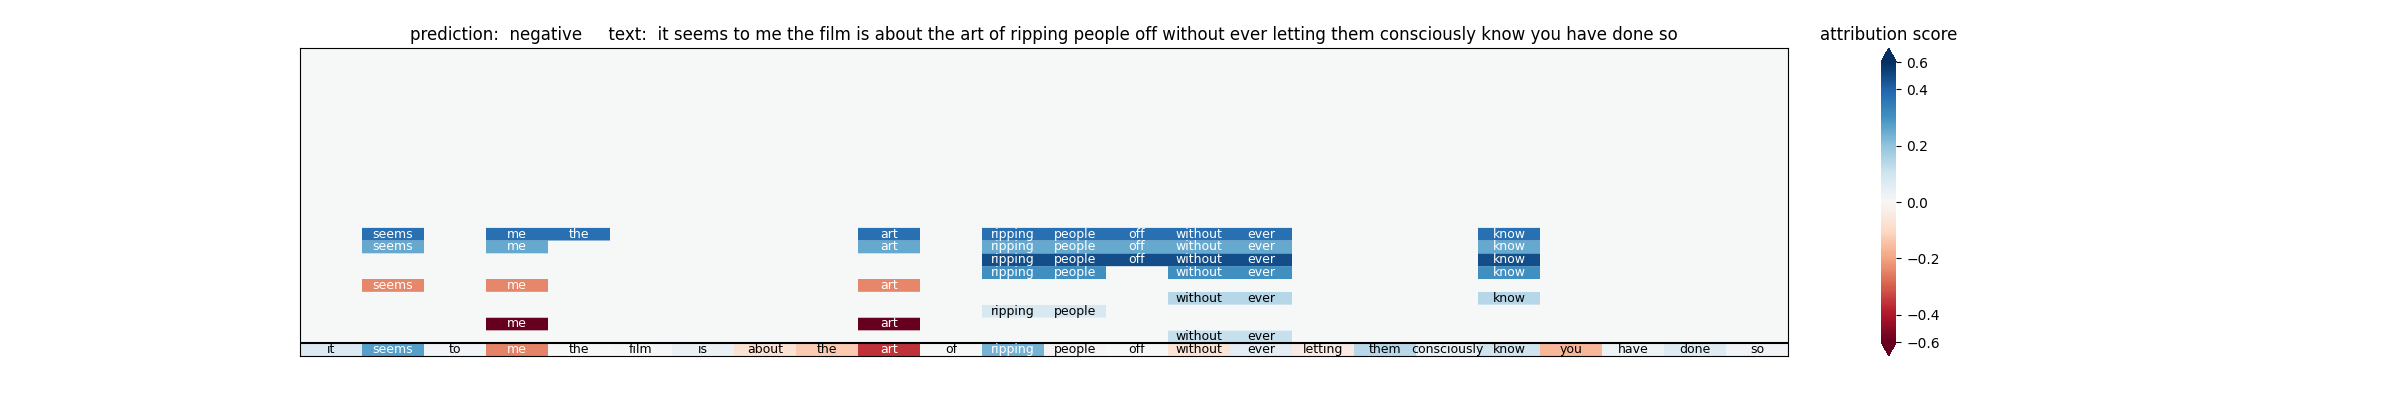 prediction: negative text: it seems to me the film is about the art of ripping people off without ever letting them consciously know you have done so
attribution score
0.6
0.4
0.2
0.0
−0.2
−0.4
−0.6
seems me the art ripping people off without ever know
seems me art ripping people off without ever know
ripping people off without ever know
ripping people without ever know
seems me art
without ever know
ripping people
me art
without ever
it seems to me the film is about the art of ripping people off without ever letting them consciously know you have done so